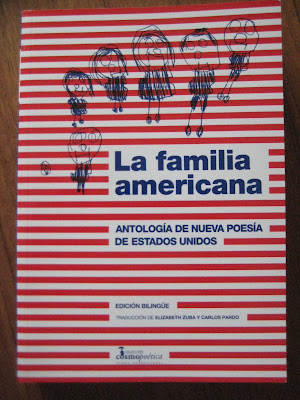 La familia
americana
ANTOLOGÍA DE NUEVA POESÍA
DE ESTADOS UNIDOS
EDICIÓN BILINGÜE
TRADUCCIÓN DE ELIZABETH ZUBA Y CARLOS PARDO
cosmopoética